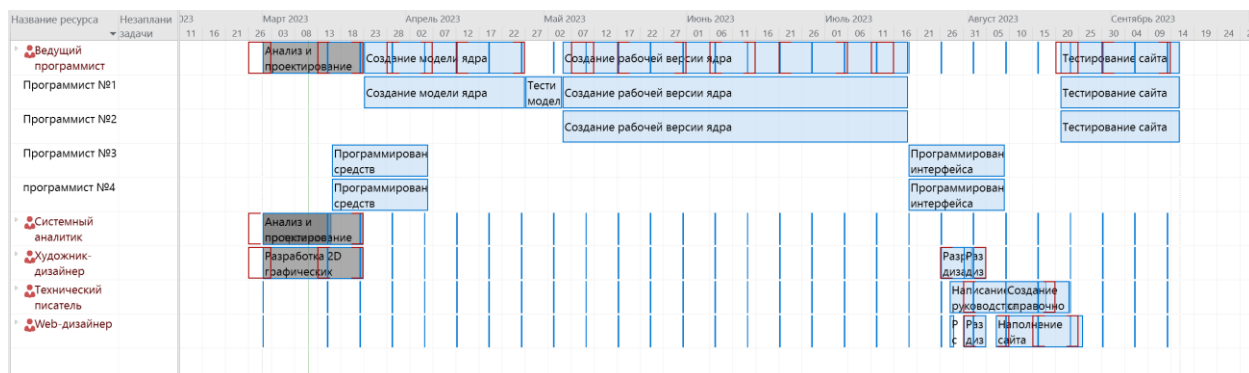 Название ресурса
Незаплани
задачи
023
Март 2023
Апрель 2023
Май 2023
Июнь 2023
Июль 2023
Август 2023
Сентябрь 2023
11 16 21 26 03 08 13 18 23 28 02 07 12 17 22 27 02 07 12 17 22 27 01 06 11 16 21 26 01 06 11 16 21 26 31 05 10 15 20 25 30 04 09 14 19 24
Ведущий
программист
Анализ и
проектирование
Создание модели ядра
Создание рабочей версии ядра
Тестирование сайта
Программист №1
Создание модели ядра
Тести
модел
Создание рабочей версии ядра
Тестирование сайта
Программист №2
Создание рабочей версии ядра
Тестирование сайта
Программист №3
Программирован
средств
Программирован
интерфейса
программист №4
Программирован
средств
Программирован
интерфейса
Системный
аналитик
Анализ и
проектирование
Художник-
дизайнер
Разработка 2D
графических
Разр
диза
Раз
диз
Технический
писатель
Написание
руководст
Создание
справочно
Web-дизайнер
Р
с
Раз
диз
Наполнение
сайта